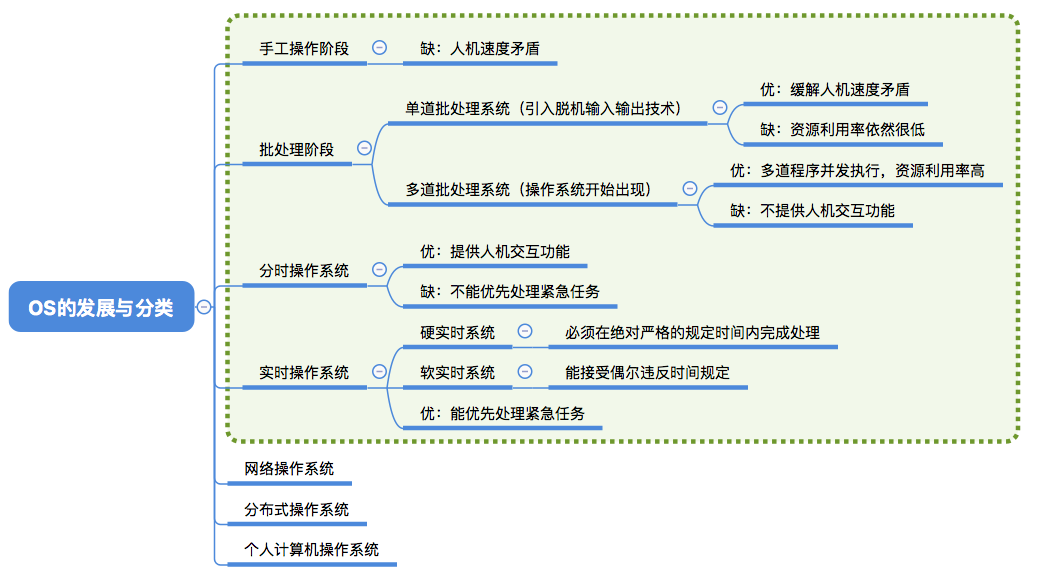 OS的发展与分类
手工操作阶段
缺：人机速度矛盾
批处理阶段
单道批处理系统（引入脱机输入输出技术）
优：缓解人机速度矛盾
缺：资源利用率依然很低
多道批处理系统（操作系统开始出现）
优：多道程序并发执行，资源利用率高
缺：不提供人机交互功能
分时操作系统
优：提供人机交互功能
缺：不能优先处理紧急任务
实时操作系统
硬实时系统
必须在绝对严格的规定时间内完成处理
软实时系统
能接受偶尔违反时间规定
优：能优先处理紧急任务
网络操作系统
分布式操作系统
个人计算机操作系统